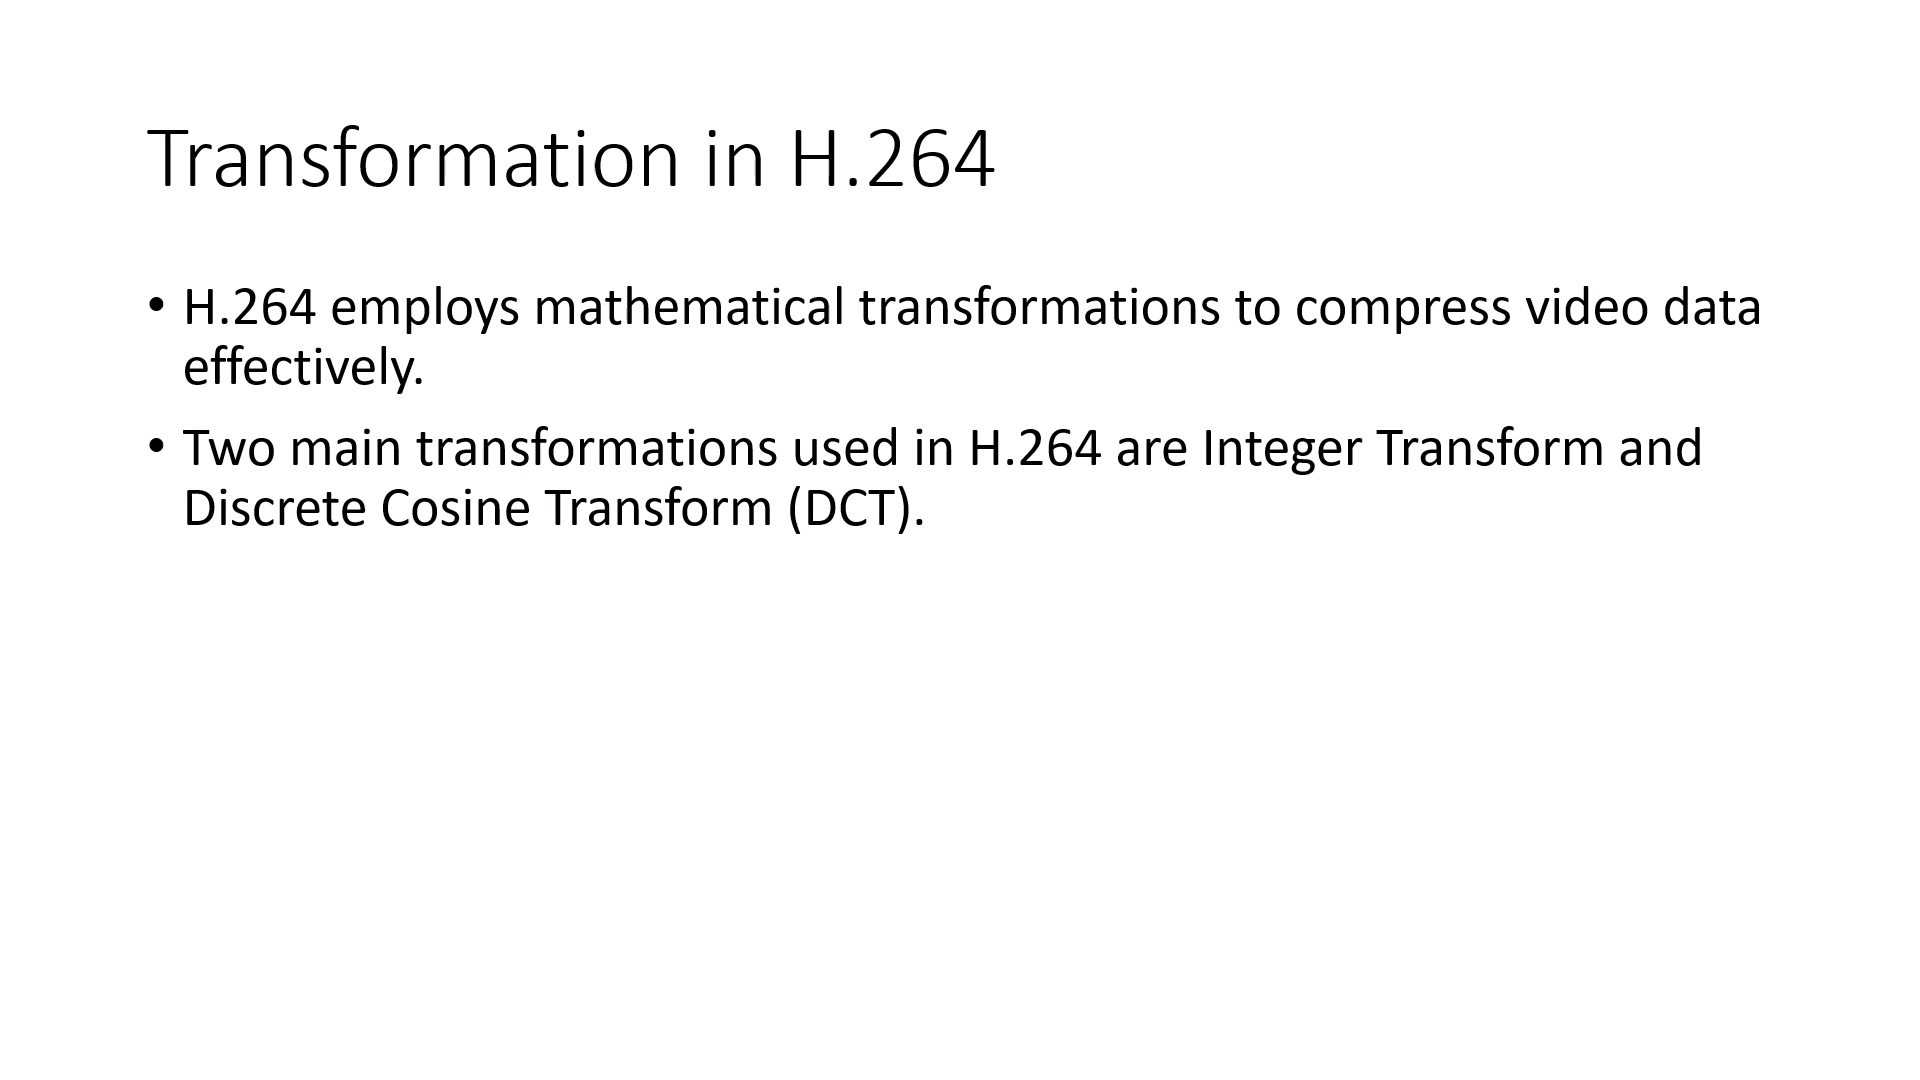 Transformation in H.264
• H.264 employs mathematical transformations to compress video data
effectively.
• Two main transformations used in H.264 are Integer Transform and
Discrete Cosine Transform (DCT).